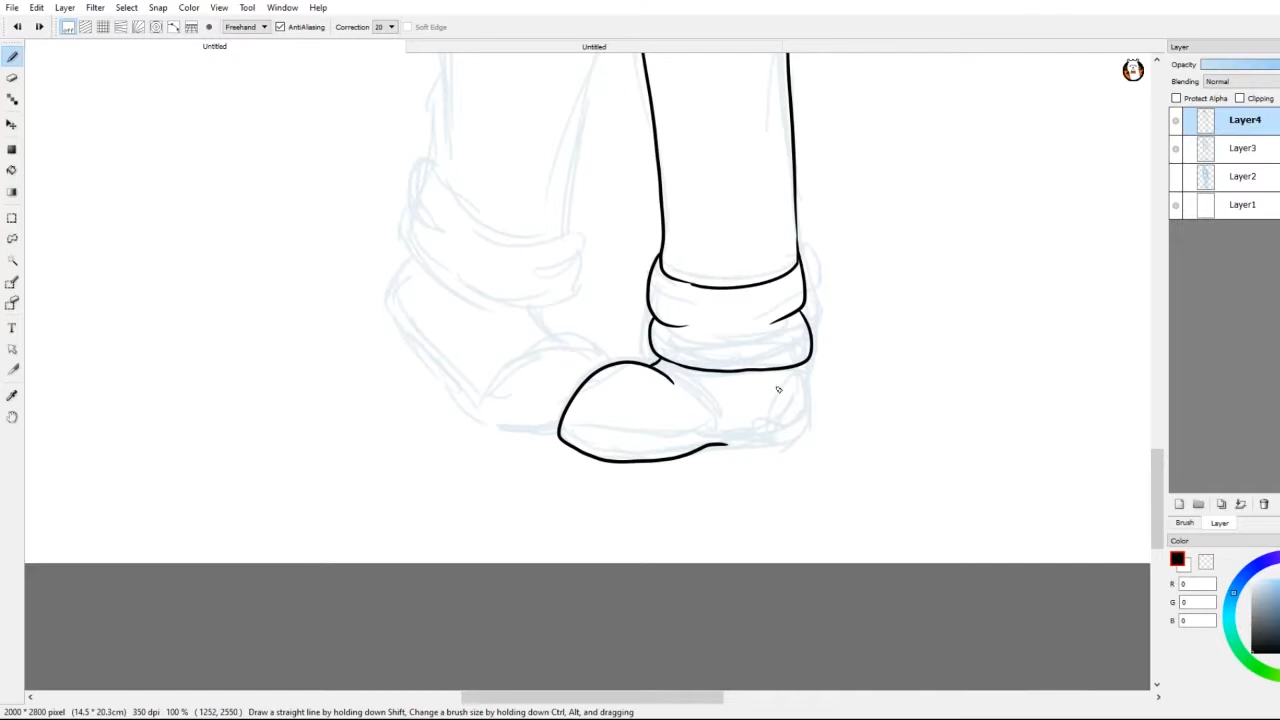 File Edit Layer Filter Select Snap Color View Tool Window Help
off Freehand AntiAliasing Correction 20 Soft Edge
Untitled Untitled
Layer
Opacity
Blending Normal
Protect Alpha Clipping
Layer4
Layer3
Layer2
Layer1
T
Brush Layer
Color
R 0
G 0
B 0
2000 * 2800 pixel (14.5 * 20.3cm) 350 dpi 100 % ( 1252, 2550 ) Draw a straight line by holding down Shift, Change a brush size by holding down Ctrl, Alt, and dragging